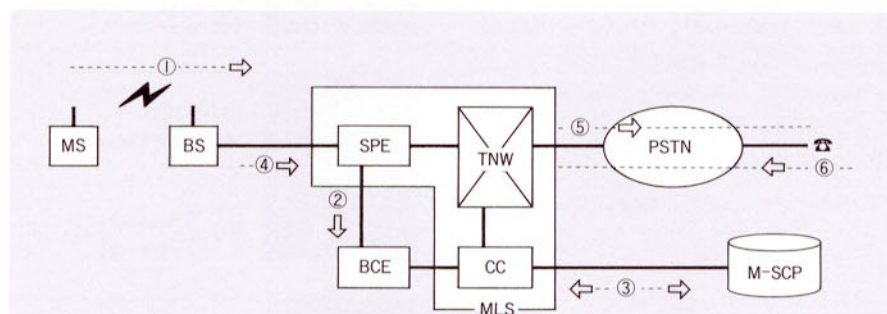 ①
MS
BS
④
SPE
TNW
⑤
PSTN
⑥
②
BCE
CC
③
M-SCP
MLS